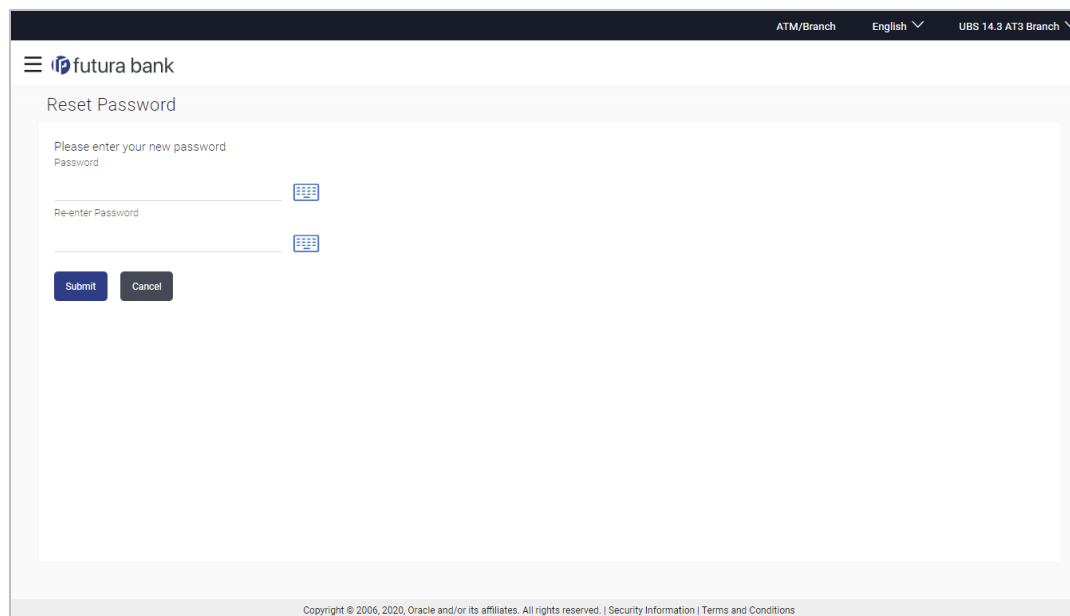 ATM/Branch English UBS 14.3 AT3 Branch
futura bank
Reset Password
Please enter your new password
Password
Re-enter Password
Submit Cancel
Copyright © 2006, 2020, Oracle and/or its affiliates. All rights reserved. | Security Information | Terms and Conditions